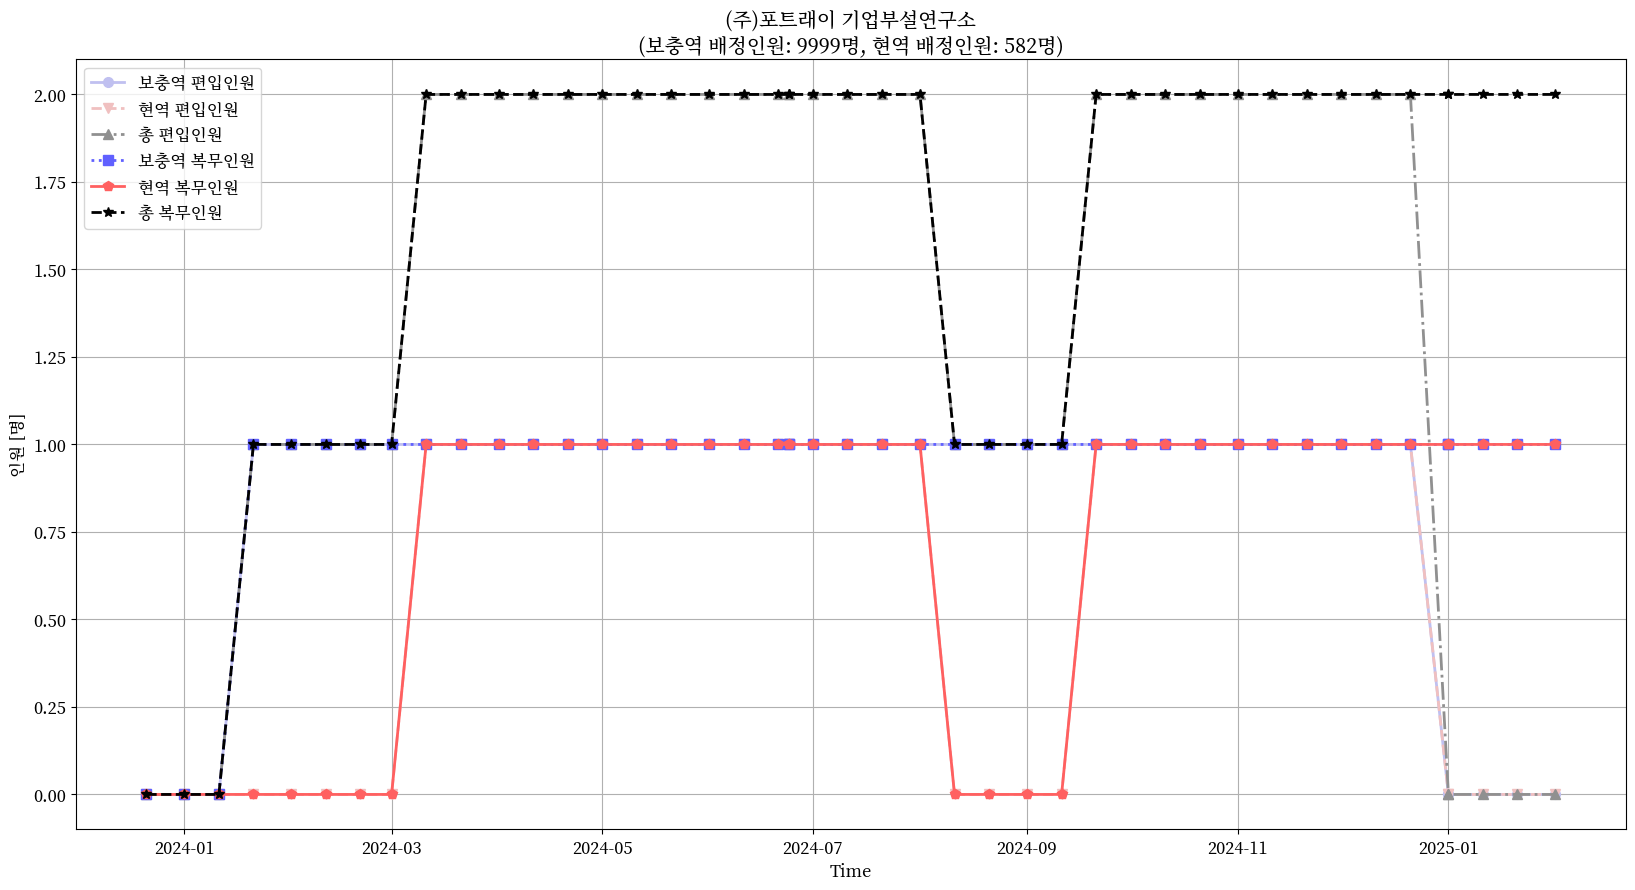 (주)포트래이 기업부설연구소
(보충역 배정인원: 9999명, 현역 배정인원: 582명)
보충역 편입인원
현역 편입인원
총 편입인원
보충역 복무인원
현역 복무인원
총 복무인원
2.00
1.75
1.50
1.25
1.00
0.75
0.50
0.25
0.00
인원 [명]
2024-01 2024-03 2024-05 2024-07 2024-09 2024-11 2025-01
Time